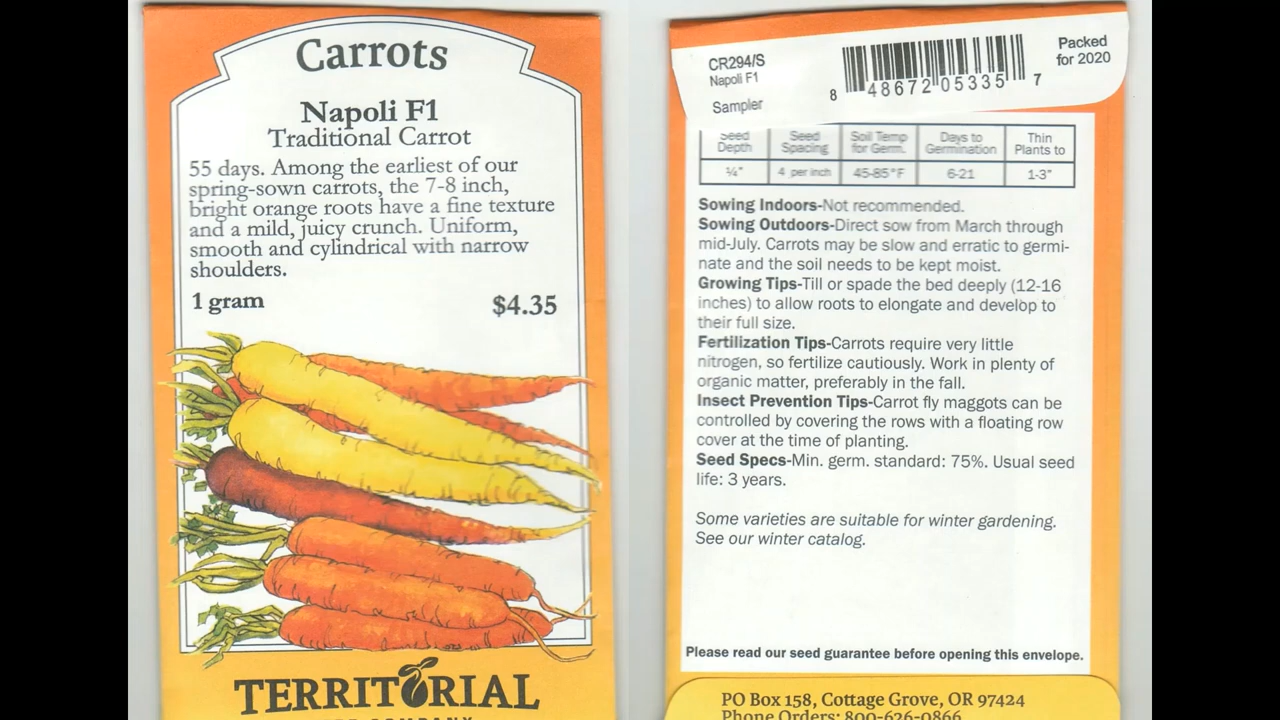 Carrots
Napoli F1
Traditional Carrot
55 days. Among the earliest of our
spring-sown carrots, the 7-8 inch,
bright orange roots have a fine texture
and a mild, juicy crunch. Uniform,
smooth and cylindrical with narrow
shoulders.
1 gram $4.35
TERRITORIAL
CR294/S
Napoli F1
Sampler
8 48672 05335 7
Packed
for 2020
Seed Depth Seed Spacing Soil Temp for Germ. Days to Germination Thin Plants to
¼" 4 per inch 45-85°F 6-21 1-3"
Sowing Indoors-Not recommended.
Sowing Outdoors-Direct sow from March through
mid-July. Carrots may be slow and erratic to germi-
nate and the soil needs to be kept moist.
Growing Tips-Till or spade the bed deeply (12-16
inches) to allow roots to elongate and develop to
their full size.
Fertilization Tips-Carrots require very little
nitrogen, so fertilize cautiously. Work in plenty of
organic matter, preferably in the fall.
Insect Prevention Tips-Carrot fly maggots can be
controlled by covering the rows with a floating row
cover at the time of planting.
Seed Specs-Min. germ. standard: 75%. Usual seed
life: 3 years.
Some varieties are suitable for winter gardening.
See our winter catalog.
Please read our seed guarantee before opening this envelope.
PO Box 158, Cottage Grove, OR 97424
Phone Orders: 800-626-0866